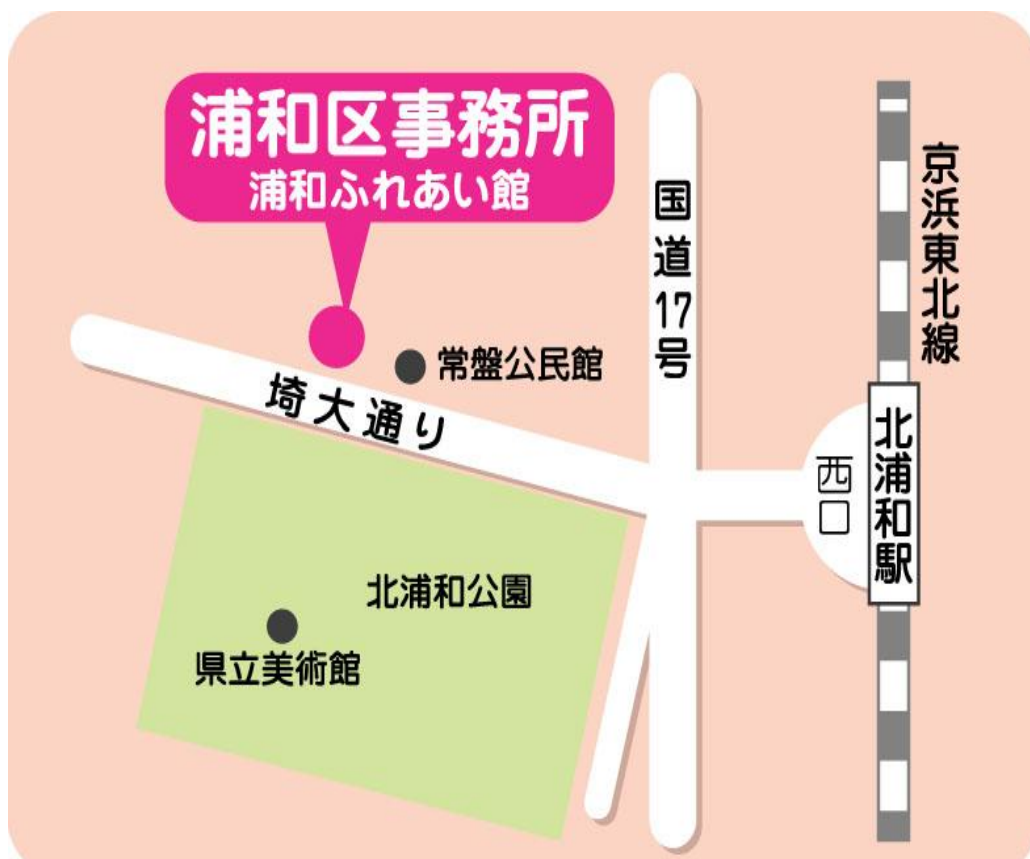 浦和区事務所
浦和ふれあい館
国道17号
京浜東北線
常盤公民館
埼大通り
西口
北浦和駅
北浦和公園
県立美術館